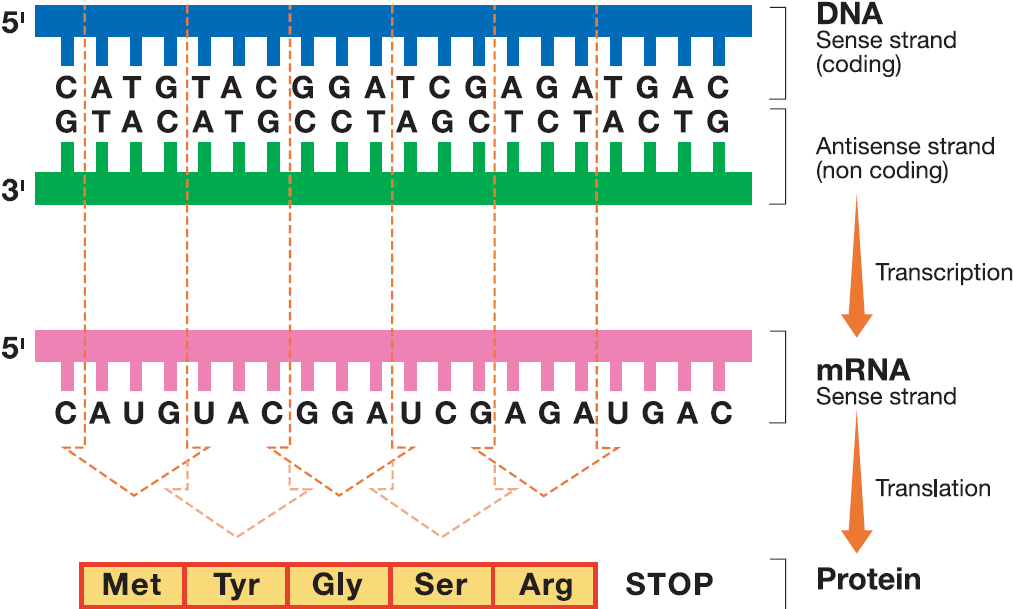 5'
DNA
Sense strand
(coding)
C A T G T A C G G A T C G A G A T G A C
G T A C A T G C C T A G C T C T A C T G
Antisense strand
(non coding)
3'
Transcription
5'
mRNA
Sense strand
C A U G U A C G G A U C G A G A U G A C
Translation
Met Tyr Gly Ser Arg STOP
Protein